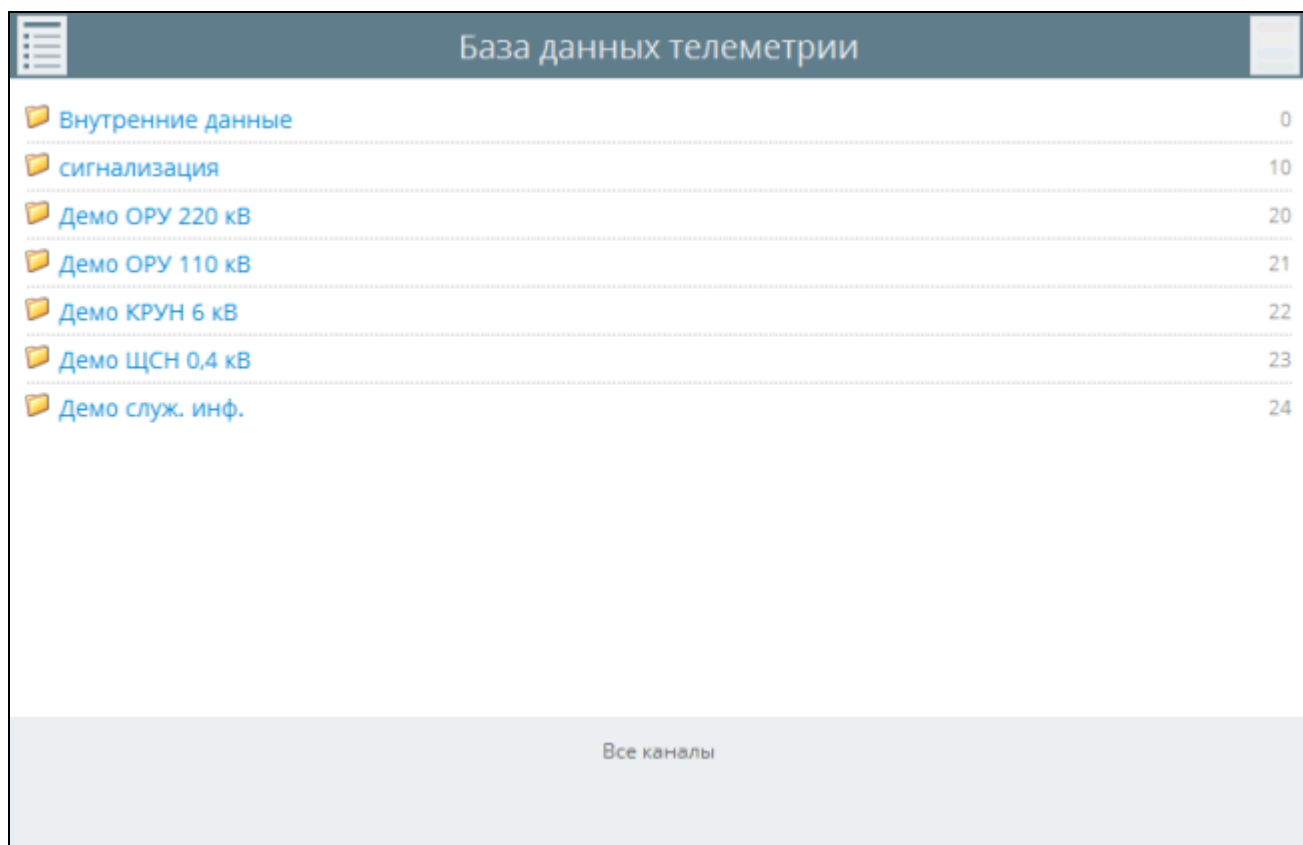 База данных телеметрии
Внутренние данные 0
сигнализация 10
Демо ОРУ 220 кВ 20
Демо ОРУ 110 кВ 21
Демо КРУН 6 кВ 22
Демо ЩСН 0,4 кВ 23
Демо служ. инф. 24
Все каналы